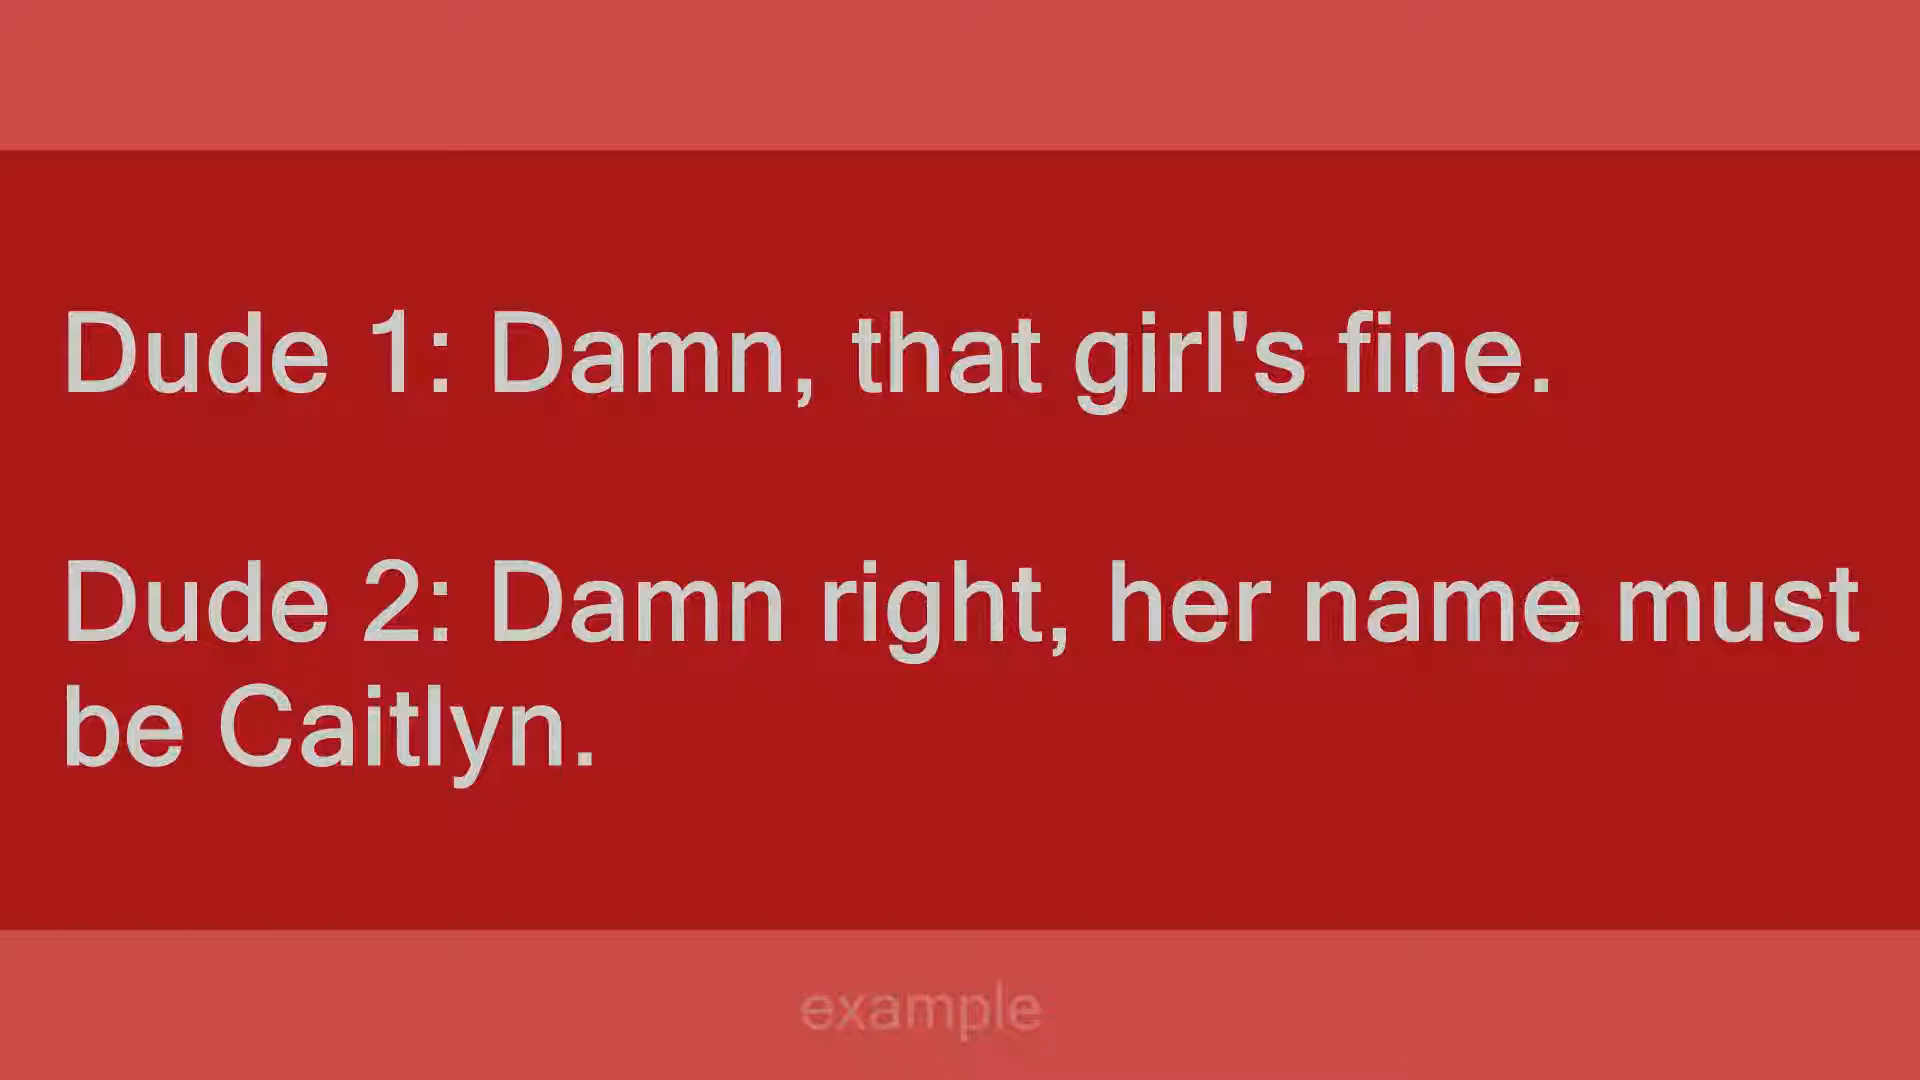 Dude 1: Damn, that girl's fine.
Dude 2: Damn right, her name must
be Caitlyn.
example